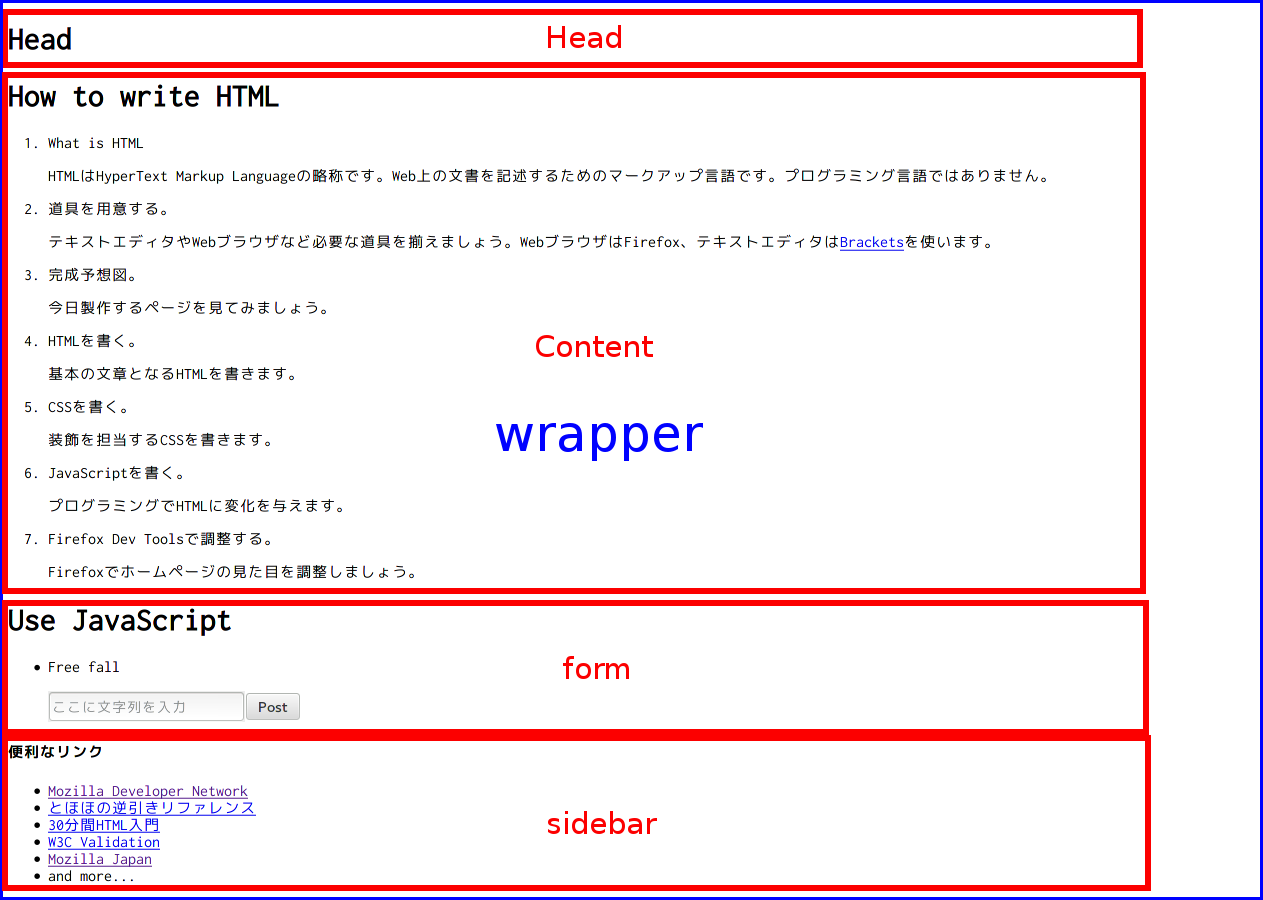 Head
Head
How to write HTML
1. What is HTML
HTMLはHyperText Markup Languageの略称です。Web上の文書を記述するためのマークアップ言語です。プログラミング言語ではありません。
2. 道具を用意する。
テキストエディタやWebブラウザなど必要な道具を揃えましょう。WebブラウザはFirefox、テキストエディタはBracketsを使います。
3. 完成予想図。
今日製作するページを見てみましょう。
4. HTMLを書く。
Content
基本の文章となるHTMLを書きます。
5. CSSを書く。
wrapper
装飾を担当するCSSを書きます。
6. JavaScriptを書く。
プログラミングでHTMLに変化を与えます。
7. Firefox Dev Toolsで調整する。
Firefoxでホームページの見た目を調整しましょう。
Use JavaScript
• Free fall
form
ここに文字列を入力 Post
便利なリンク
• Mozilla Developer Network
• とほほの逆引きリファレンス
• 30分間HTML入門
sidebar
• W3C Validation
• Mozilla Japan
• and more...